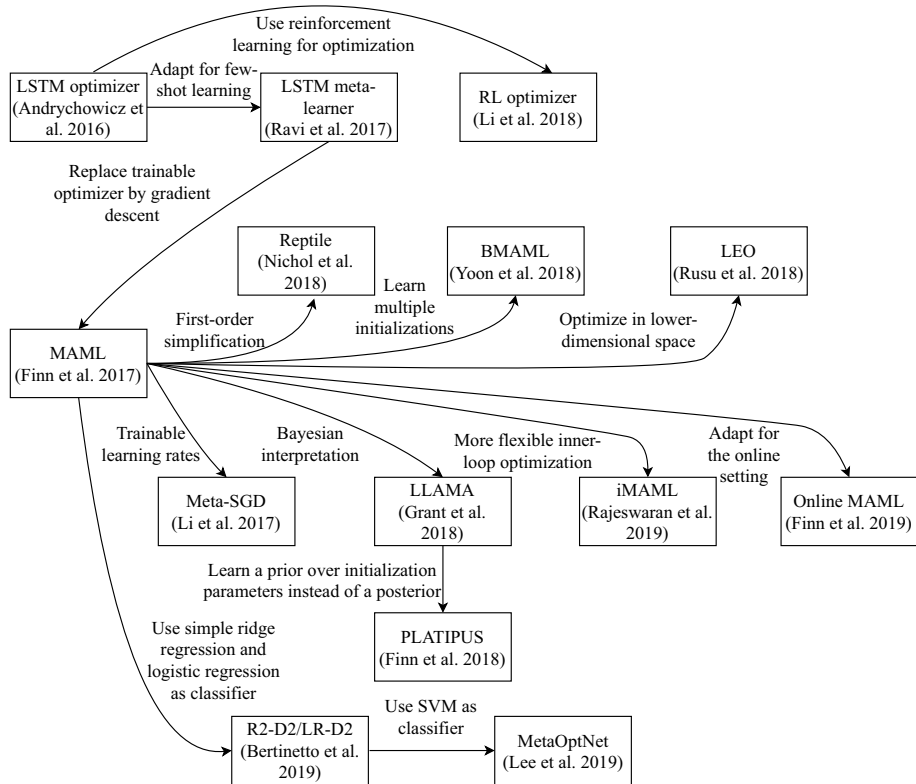 Use reinforcement
learning for optimization
LSTM optimizer
(Andrychowicz et
al. 2016)
Adapt for few-
shot learning
LSTM meta-
learner
(Ravi et al. 2017)
RL optimizer
(Li et al. 2018)
Replace trainable
optimizer by gradient
descent
Reptile
(Nichol et al.
2018)
BMAML
(Yoon et al. 2018)
LEO
(Rusu et al. 2018)
First-order
simplification
Learn
multiple
initializations
Optimize in lower-
dimensional space
MAML
(Finn et al. 2017)
Trainable
learning rates
Bayesian
interpretation
More flexible inner-
loop optimization
Adapt for
the online
setting
Meta-SGD
(Li et al. 2017)
LLAMA
(Grant et al.
2018)
iMAML
(Rajeswaran et al.
2019)
Online MAML
(Finn et al. 2019)
Learn a prior over initialization
parameters instead of a posterior
PLATIPUS
(Finn et al. 2018)
Use simple ridge
regression and
logistic regression
as classifier
R2-D2/LR-D2
(Bertinetto et al.
2019)
Use SVM as
classifier
MetaOptNet
(Lee et al. 2019)